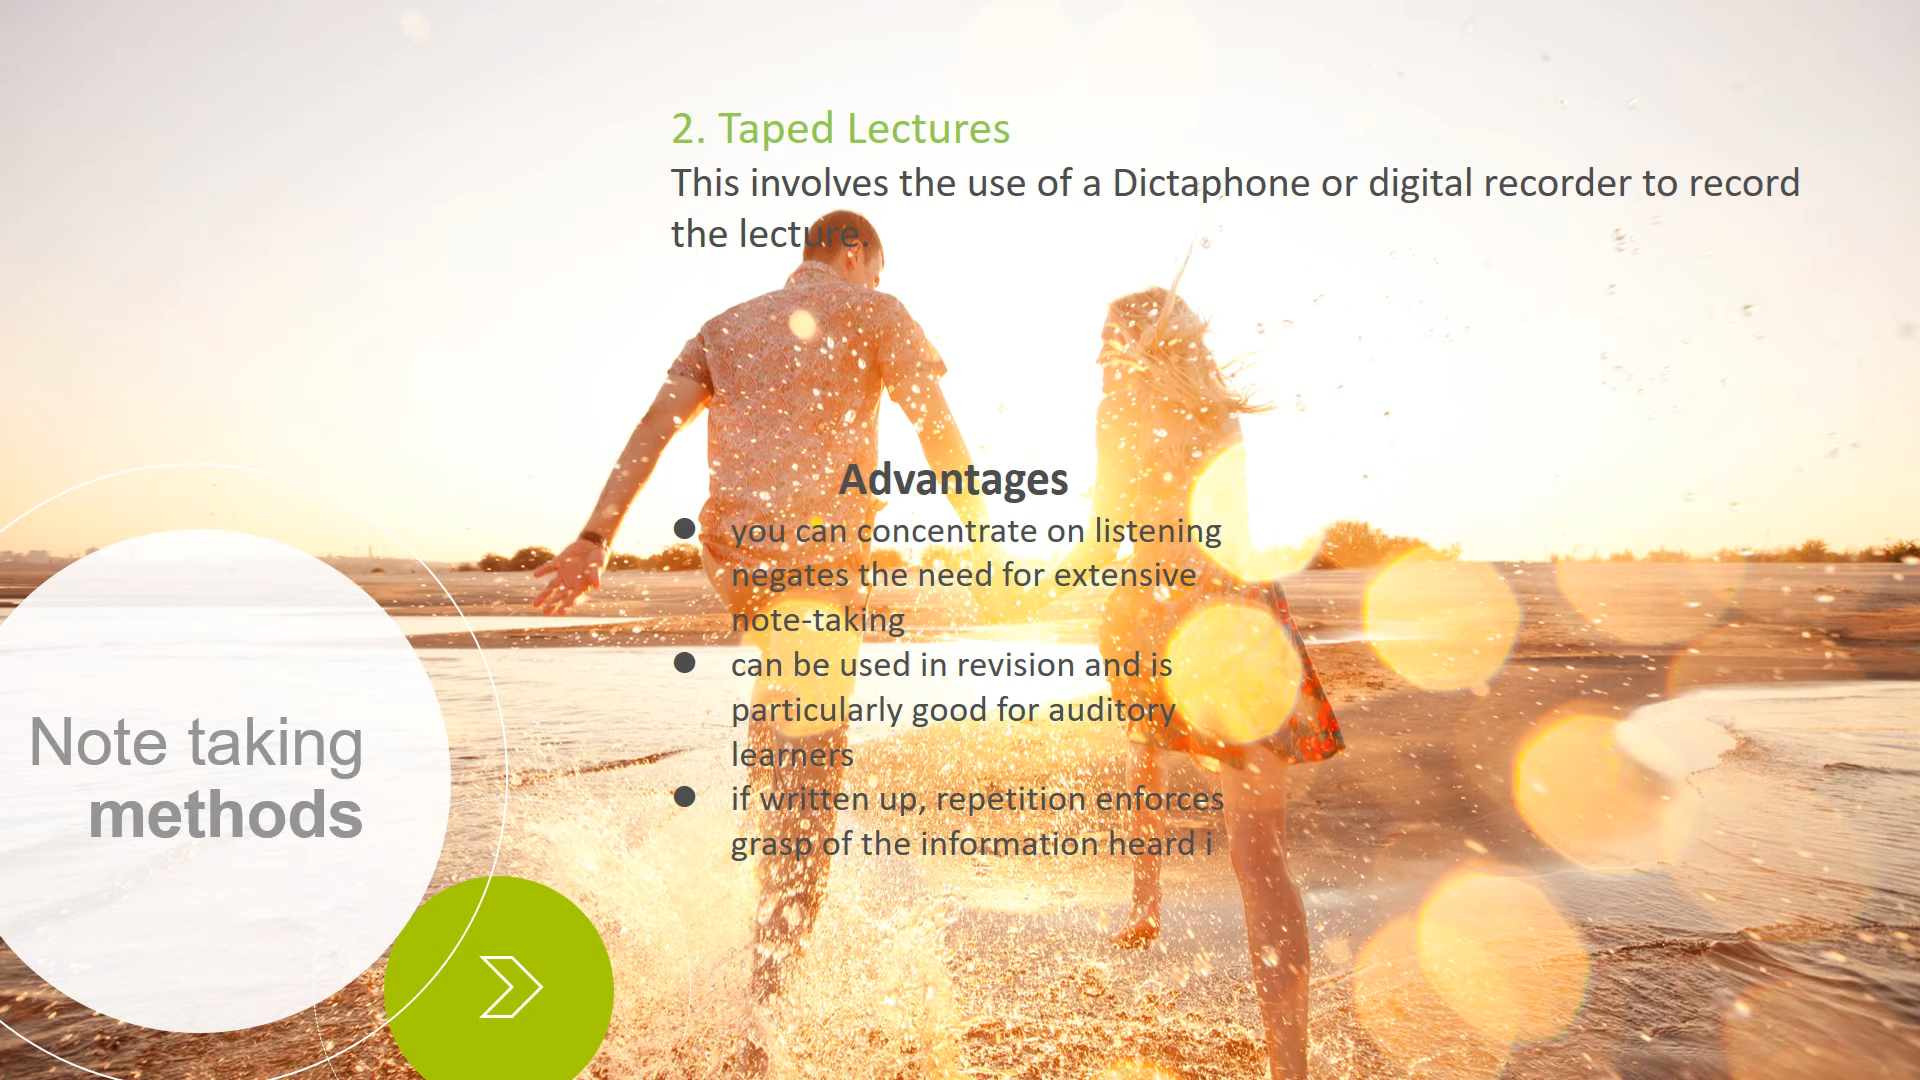 2. Taped Lectures
This involves the use of a Dictaphone or digital recorder to record
the lecture.
Advantages
● you can concentrate on listening
negates the need for extensive
note-taking
● can be used in revision and is
particularly good for auditory
learners
● if written up, repetition enforces
grasp of the information heard i
Note taking
methods